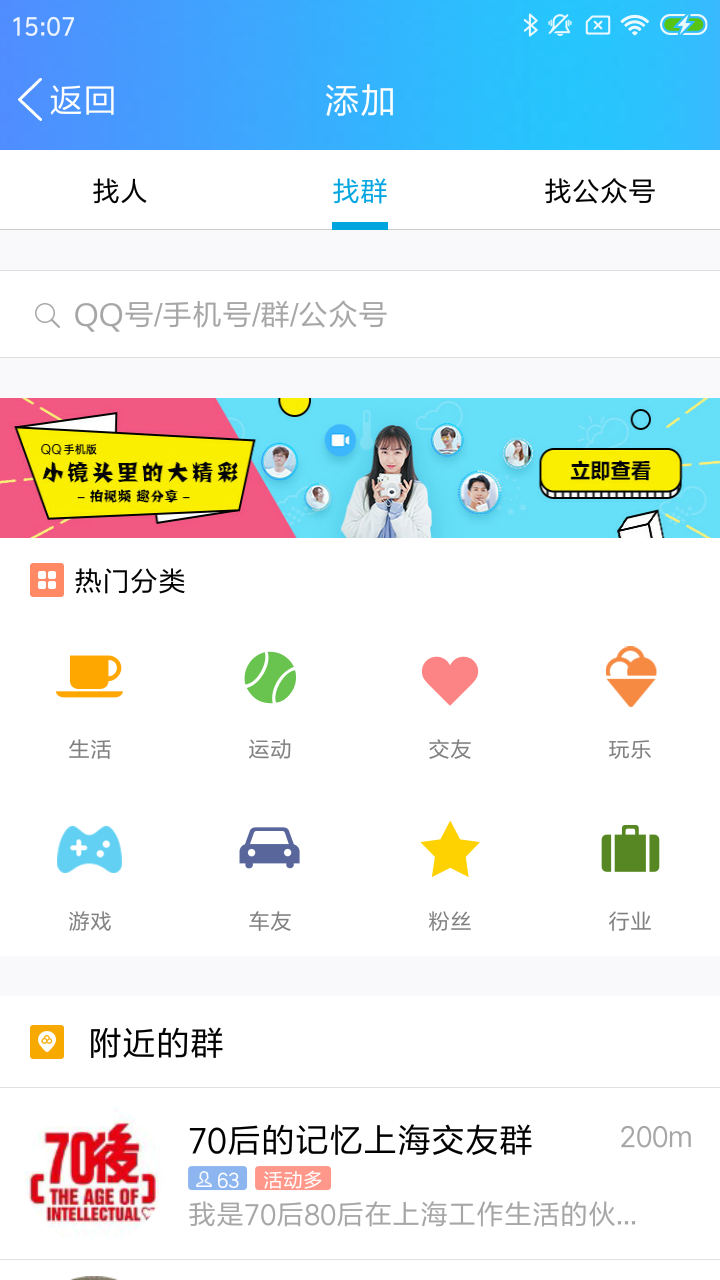 15:07
返回
添加
找人
找群
找公众号
QQ号/手机号/群/公众号
QQ手机版
小镜头里的大精彩
– 拍视频 趣分享 –
立即查看
热门分类
生活
运动
交友
玩乐
游戏
车友
粉丝
行业
附近的群
70後
THE AGE OF
INTELLECTUAL
70后的记忆上海交友群
200m
63
活动多
我是70后80后在上海工作生活的伙...